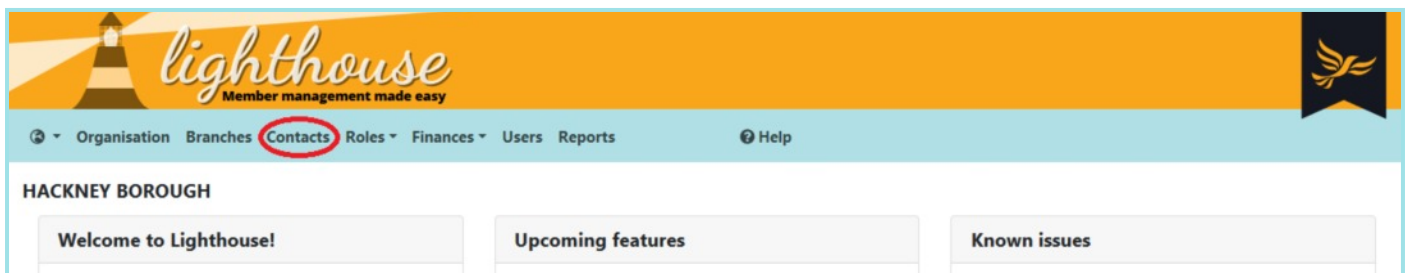 lighthouse
Member management made easy
Organisation Branches Contacts Roles Finances Users Reports Help
HACKNEY BOROUGH
Welcome to Lighthouse! Upcoming features Known issues